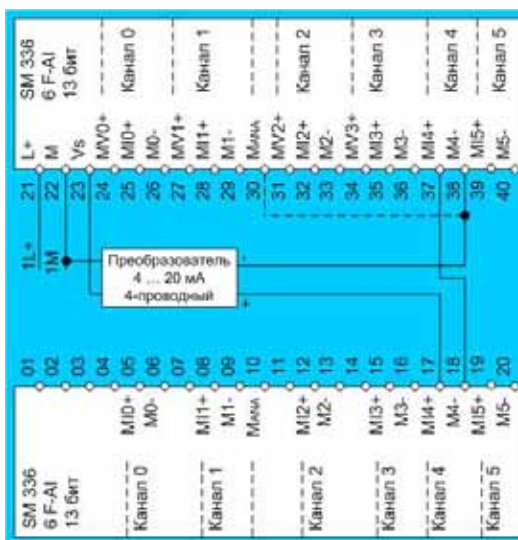 SM 336
6 F-AI
13 бит
Канал 0
Канал 1
Канал 2
Канал 3
Канал 4
Канал 5
L+
M
Vs
MV0+
MI0+
M0-
MV1+
MI1+
M1-
MANA
MV2+
MI2+
M2-
MV3+
MI3+
M3-
MI4+
M4-
MI5+
M5-
21
22
23
24
25
26
27
28
29
30
31
32
33
34
35
36
37
38
39
40
1L+
1M
Преобразователь
4 ... 20 мА
4-проводный
-
+
01
02
03
04
05
06
07
08
09
10
11
12
13
14
15
16
17
18
19
20
MI0+
M0-
MI1+
M1-
MANA
MI2+
M2-
MI3+
M3-
MI4+
M4-
MI5+
M5-
SM 336
6 F-AI
13 бит
Канал 0
Канал 1
Канал 2
Канал 3
Канал 4
Канал 5